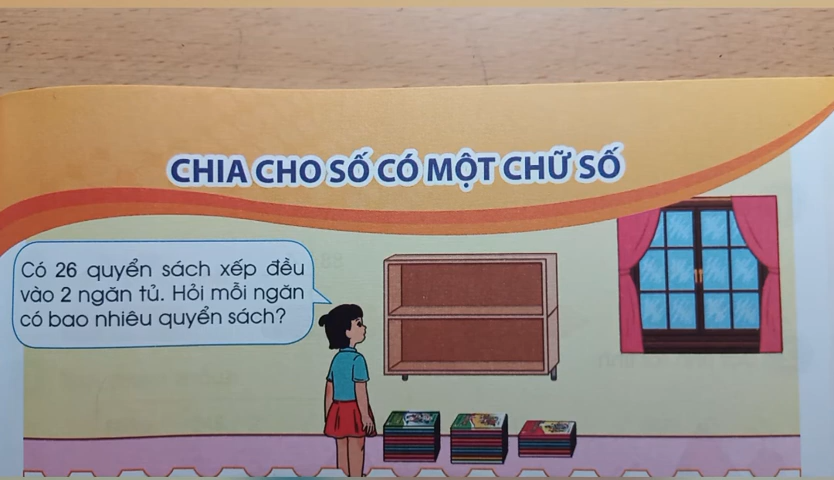 CHIA CHO SỐ CÓ MỘT CHỮ SỐ
Có 26 quyển sách xếp đều
vào 2 ngăn tủ. Hỏi mỗi ngăn
có bao nhiêu quyển sách?